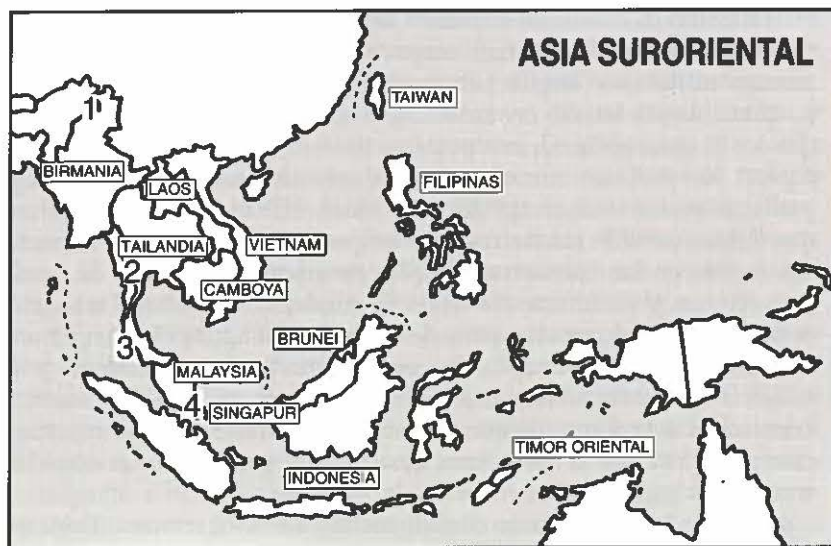 ASIA SURORIENTAL
TAIWAN
1
BIRMANIA
LAOS
FILIPINAS
TAILANDIA
VIETNAM
2
CAMBOYA
3
BRUNEI
MALAYSIA
4
SINGAPUR
TIMOR ORIENTAL
INDONESIA